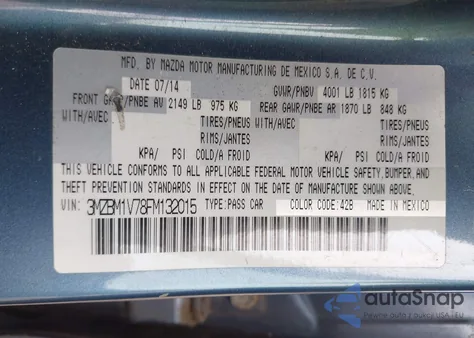 MFD. BY MAZDA MOTOR MANUFACTURING DE MEXICO S.A. DE C.V.
DATE 07/14 GVWR/PNBV 4001 LB 1815 KG
FRONT GAWR/PNBE AV 2149 LB 975 KG REAR GAWR/PNBE AR 1870 LB 848 KG
WITH/AVEC TIRES/PNEUS WITH/AVEC TIRES/PNEUS
RIMS/JANTES RIMS/JANTES
KPA/ PSI COLD/A FROID KPA/ PSI COLD/A FROID
THIS VEHICLE CONFORMS TO ALL APPLICABLE FEDERAL MOTOR VEHICLE SAFETY, BUMPER, AND
THEFT PREVENTION STANDARDS IN EFFECT ON THE DATE OF MANUFACTURE SHOWN ABOVE.
VIN: 3MZBM1V78FM132015 TYPE:PASS CAR COLOR CODE: 42B MADE IN MEXICO
autoSnap